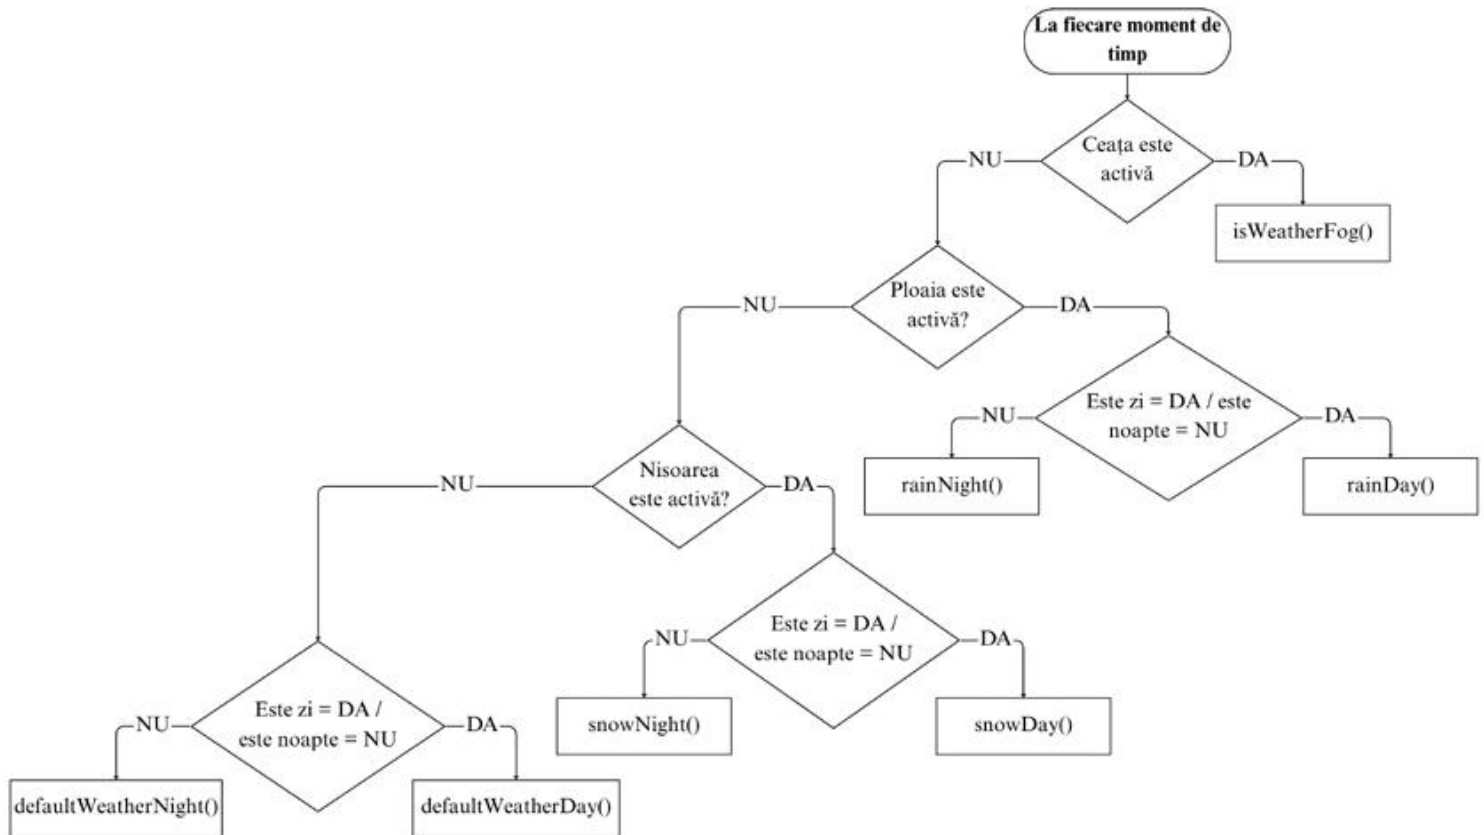 La fiecare moment de
timp
Ceața este
activă
NU
DA
isWeatherFog()
Ploaia este
activă?
NU
DA
Este zi = DA / este
noapte = NU
NU
DA
rainNight()
rainDay()
Nisoarea
este activă?
NU
DA
Este zi = DA /
este noapte = NU
NU
DA
snowNight()
snowDay()
Este zi = DA /
este noapte = NU
NU
DA
defaultWeatherNight()
defaultWeatherDay()